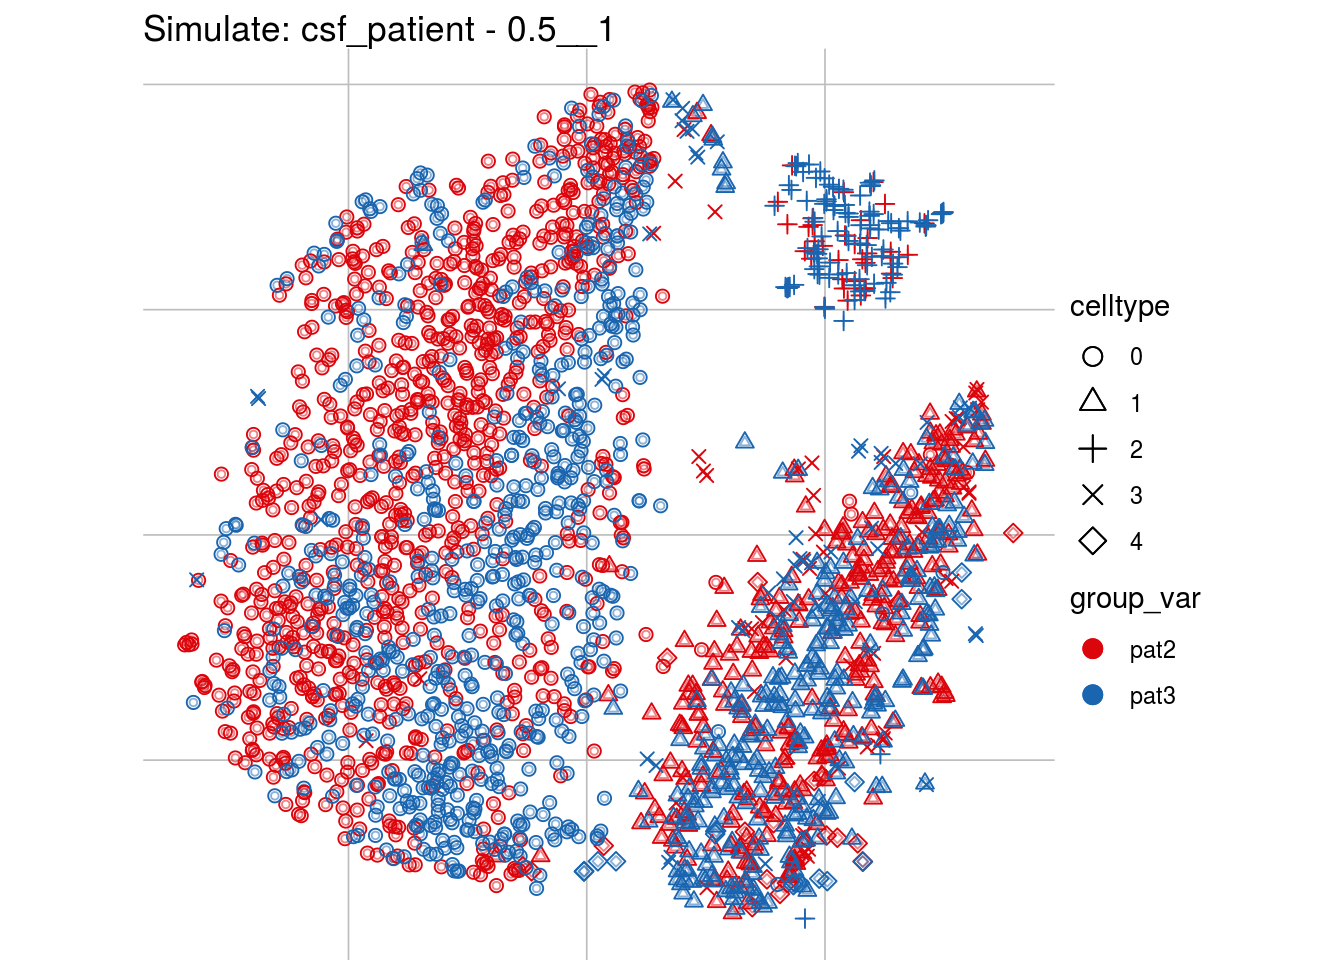 Simulate: csf_patient - 0.5__1
celltype
0
1
2
3
4
group_var
pat2
pat3